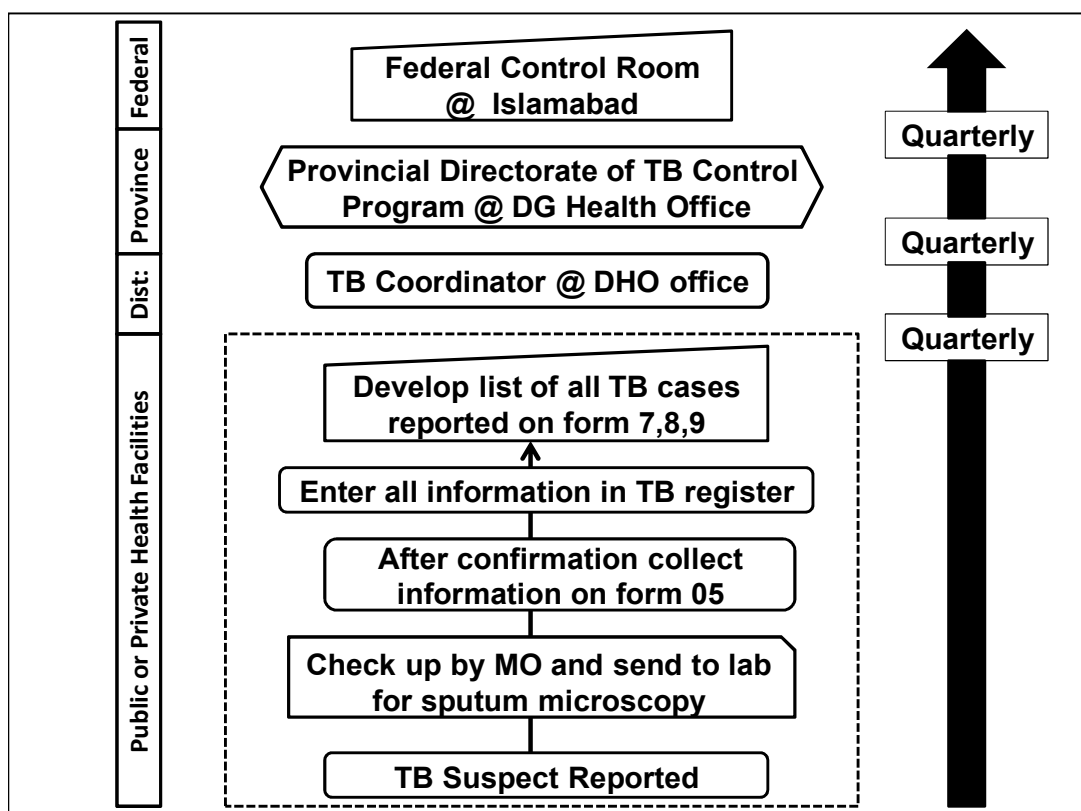 Federal
Federal Control Room
@ Islamabad
Quarterly
Province
Provincial Directorate of TB Control
Program @ DG Health Office
Quarterly
Dist:
TB Coordinator @ DHO office
Quarterly
Public or Private Health Facilities
Develop list of all TB cases
reported on form 7,8,9
Enter all information in TB register
After confirmation collect
information on form 05
Check up by MO and send to lab
for sputum microscopy
TB Suspect Reported